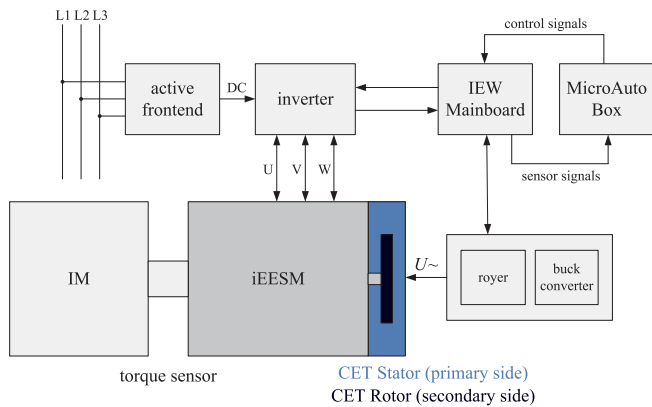 L1 L2 L3
control signals
active
frontend
DC
inverter
IEW
Mainboard
MicroAuto
Box
U
V
W
sensor signals
IM
iEESM
U~
royer
buck
converter
torque sensor
CET Stator (primary side)
CET Rotor (secondary side)